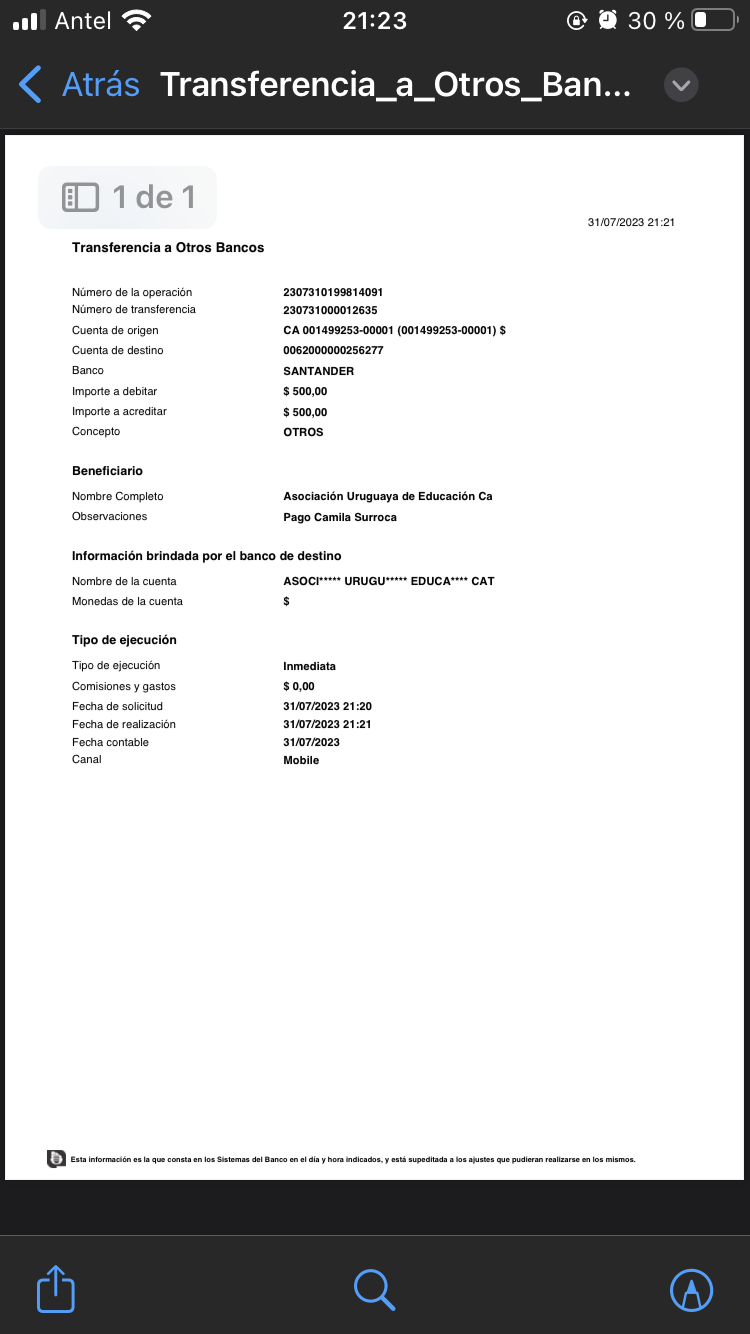 Antel 21:23 30 %
Atrás Transferencia_a_Otros_Ban...
1 de 1
31/07/2023 21:21
Transferencia a Otros Bancos
Número de la operación 2307310199814091
Número de transferencia 230731000012635
Cuenta de origen CA 001499253-00001 (001499253-00001) $
Cuenta de destino 0062000000256277
Banco SANTANDER
Importe a debitar $ 500,00
Importe a acreditar $ 500,00
Concepto OTROS
Beneficiario
Nombre Completo Asociación Uruguaya de Educación Ca
Observaciones Pago Camila Surroca
Información brindada por el banco de destino
Nombre de la cuenta ASOCI***** URUGU***** EDUCA**** CAT
Monedas de la cuenta $
Tipo de ejecución
Tipo de ejecución Inmediata
Comisiones y gastos $ 0,00
Fecha de solicitud 31/07/2023 21:20
Fecha de realización 31/07/2023 21:21
Fecha contable 31/07/2023
Canal Mobile
Esta información es la que consta en los Sistemas del Banco en el día y hora indicados, y está supeditada a los ajustes que pudieran realizarse en los mismos.